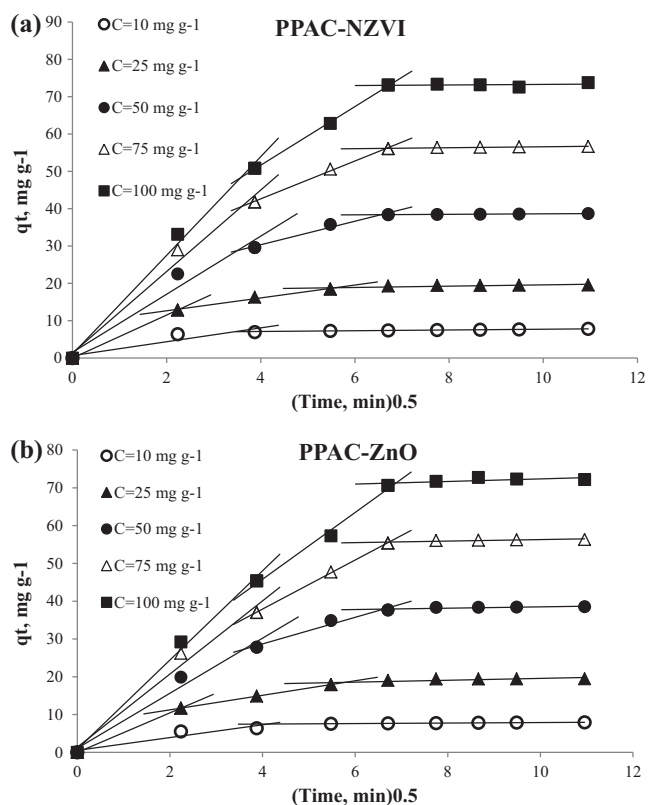 (a)
PPAC-NZVI
C=10 mg g-1
C=25 mg g-1
C=50 mg g-1
C=75 mg g-1
C=100 mg g-1
qt, mg g-1
90
80
70
60
50
40
30
20
10
0
0 2 4 6 8 10 12
(Time, min)0.5
(b)
PPAC-ZnO
C=10 mg g-1
C=25 mg g-1
C=50 mg g-1
C=75 mg g-1
C=100 mg g-1
qt, mg g-1
80
70
60
50
40
30
20
10
0
0 2 4 6 8 10 12
(Time, min)0.5